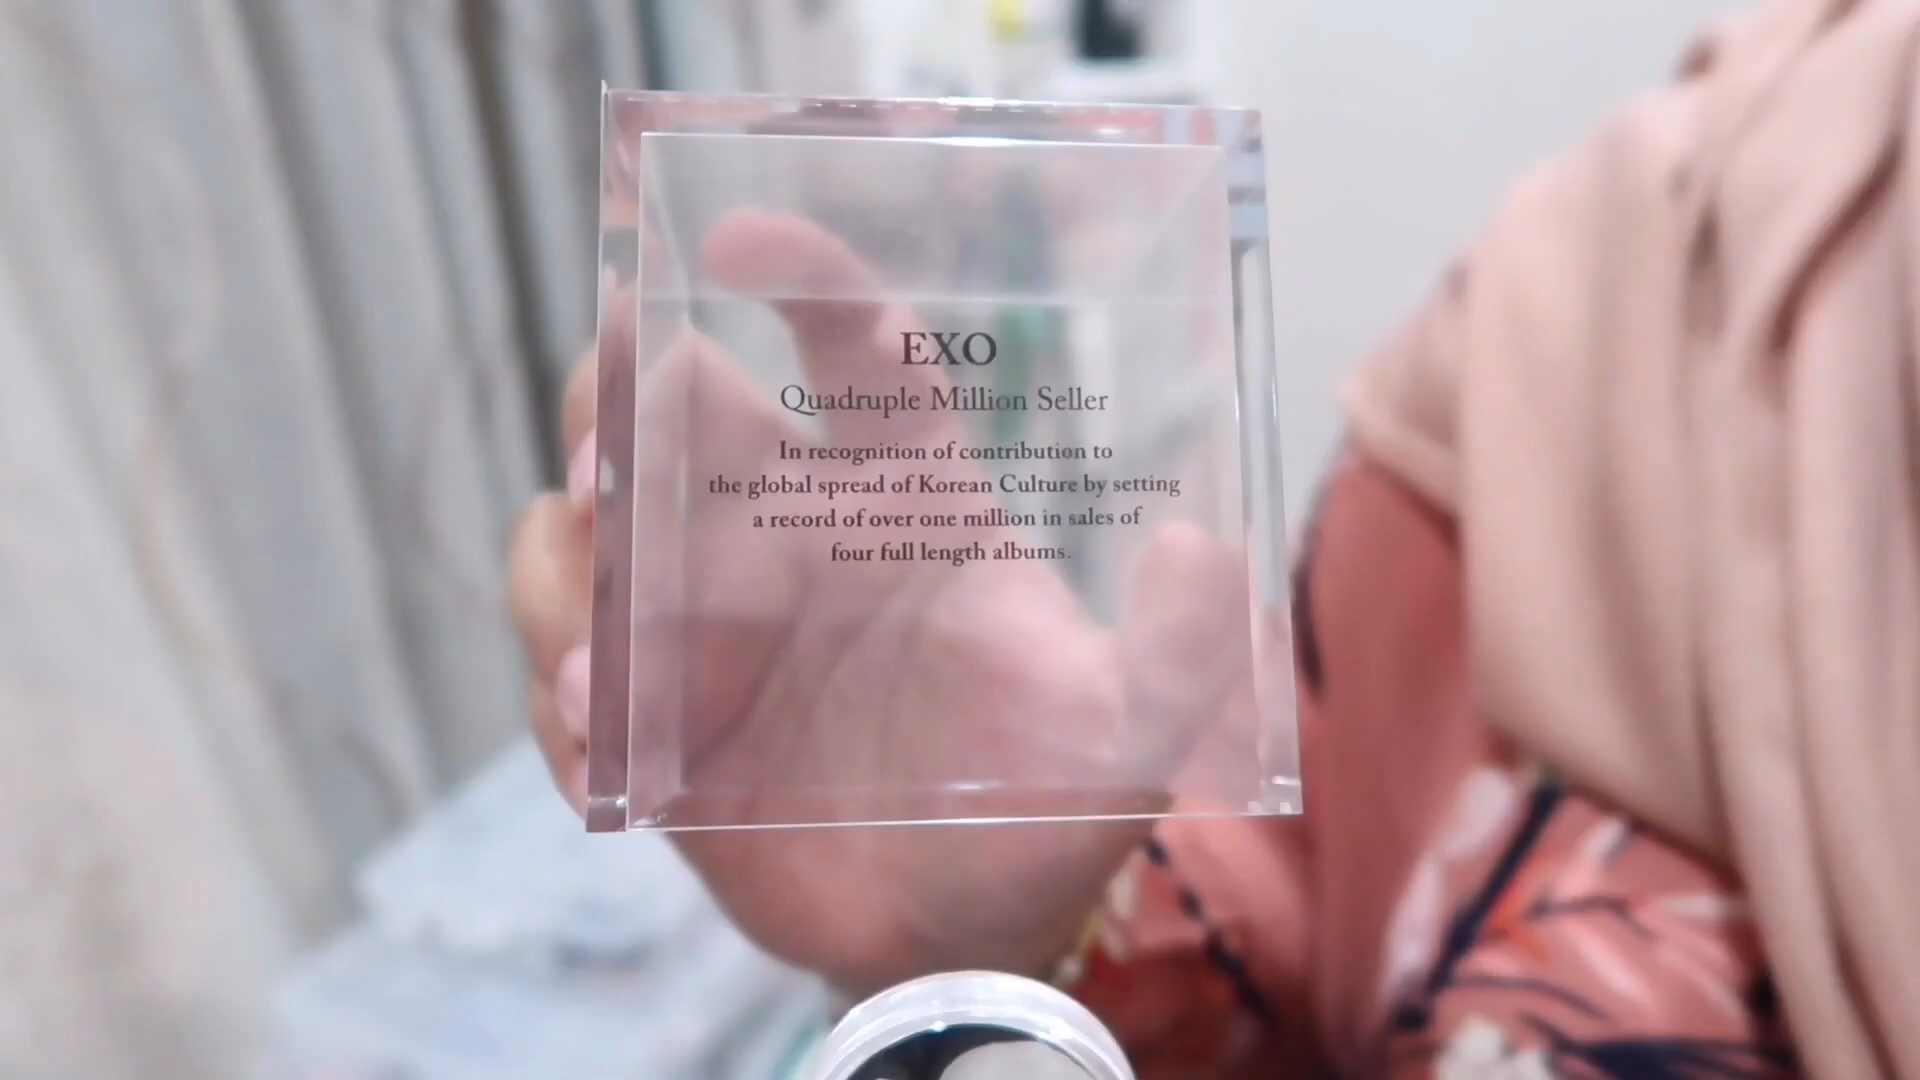 EXO
Quadruple Million Seller
In recognition of contribution to
the global spread of Korean Culture by setting
a record of over one million in sales of
four full length albums.